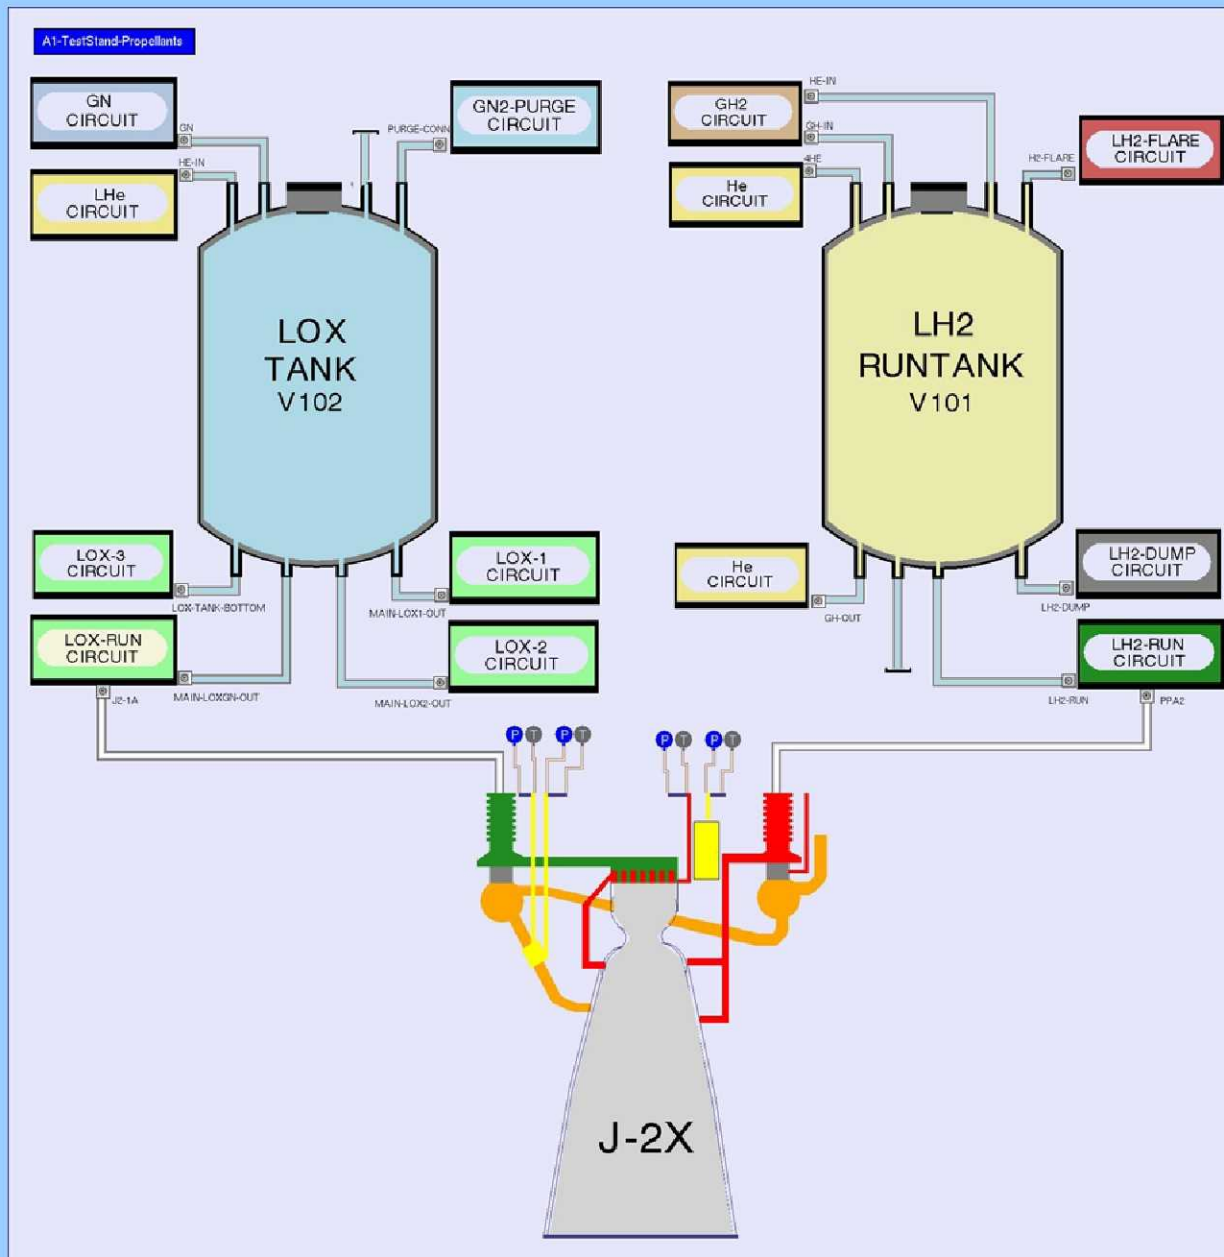 A1-TestStand-Propellants
GN
CIRCUIT
GN
HE-IN
LHe
CIRCUIT
PURGE-CONN
GN2-PURGE
CIRCUIT
LOX
TANK
V102
LOX-3
CIRCUIT
LOX-TANK-BOTTOM
LOX-RUN
CIRCUIT
J2-1A
MAIN-LOXGN-OUT
LOX-1
CIRCUIT
MAIN-LOX1-OUT
LOX-2
CIRCUIT
MAIN-LOX2-OUT
HE-IN
GH2
CIRCUIT
GH-IN
4HE
He
CIRCUIT
H2-FLARE
LH2-FLARE
CIRCUIT
LH2
RUNTANK
V101
He
CIRCUIT
GH-OUT
LH2-DUMP
CIRCUIT
LH2-DUMP
LH2-RUN
CIRCUIT
LH2-RUN
PPA2
P T P T
P T P T
J-2X